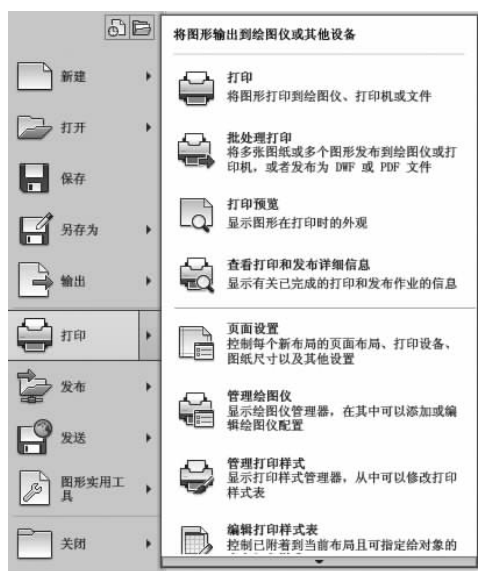 新建
打开
保存
另存为
输出
打印
发布
发送
图形实用工
具
关闭
将图形输出到绘图仪或其他设备
打印
将图形打印到绘图仪、打印机或文件
批处理打印
将多张图纸或多个图形发布到绘图仪或打
印机，或者发布为 DWF 或 PDF 文件
打印预览
显示图形在打印时的外观
查看打印和发布详细信息
显示有关已完成的打印和发布作业的信息
页面设置
控制每个新布局的页面布局、打印设备、
图纸尺寸以及其他设置
管理绘图仪
显示绘图仪管理器，在其中可以添加或编
辑绘图仪配置
管理打印样式
显示打印样式管理器，从中可以修改打印
样式表
编辑打印样式表
控制已附着到当前布局且可指定给对象的